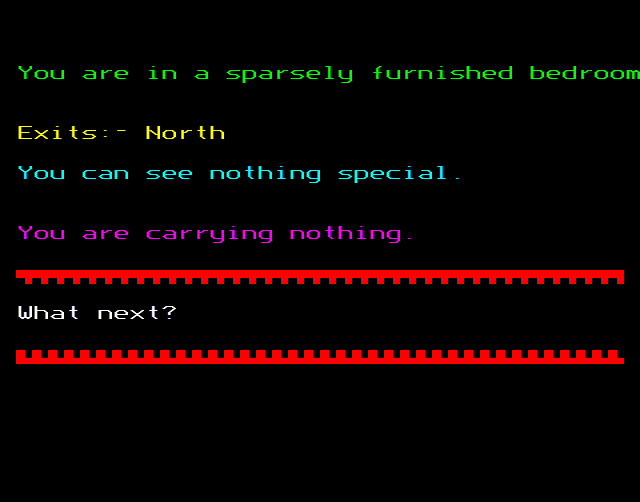 You are in a sparsely furnished bedroom
Exits:- North
You can see nothing special.
You are carrying nothing.
What next?